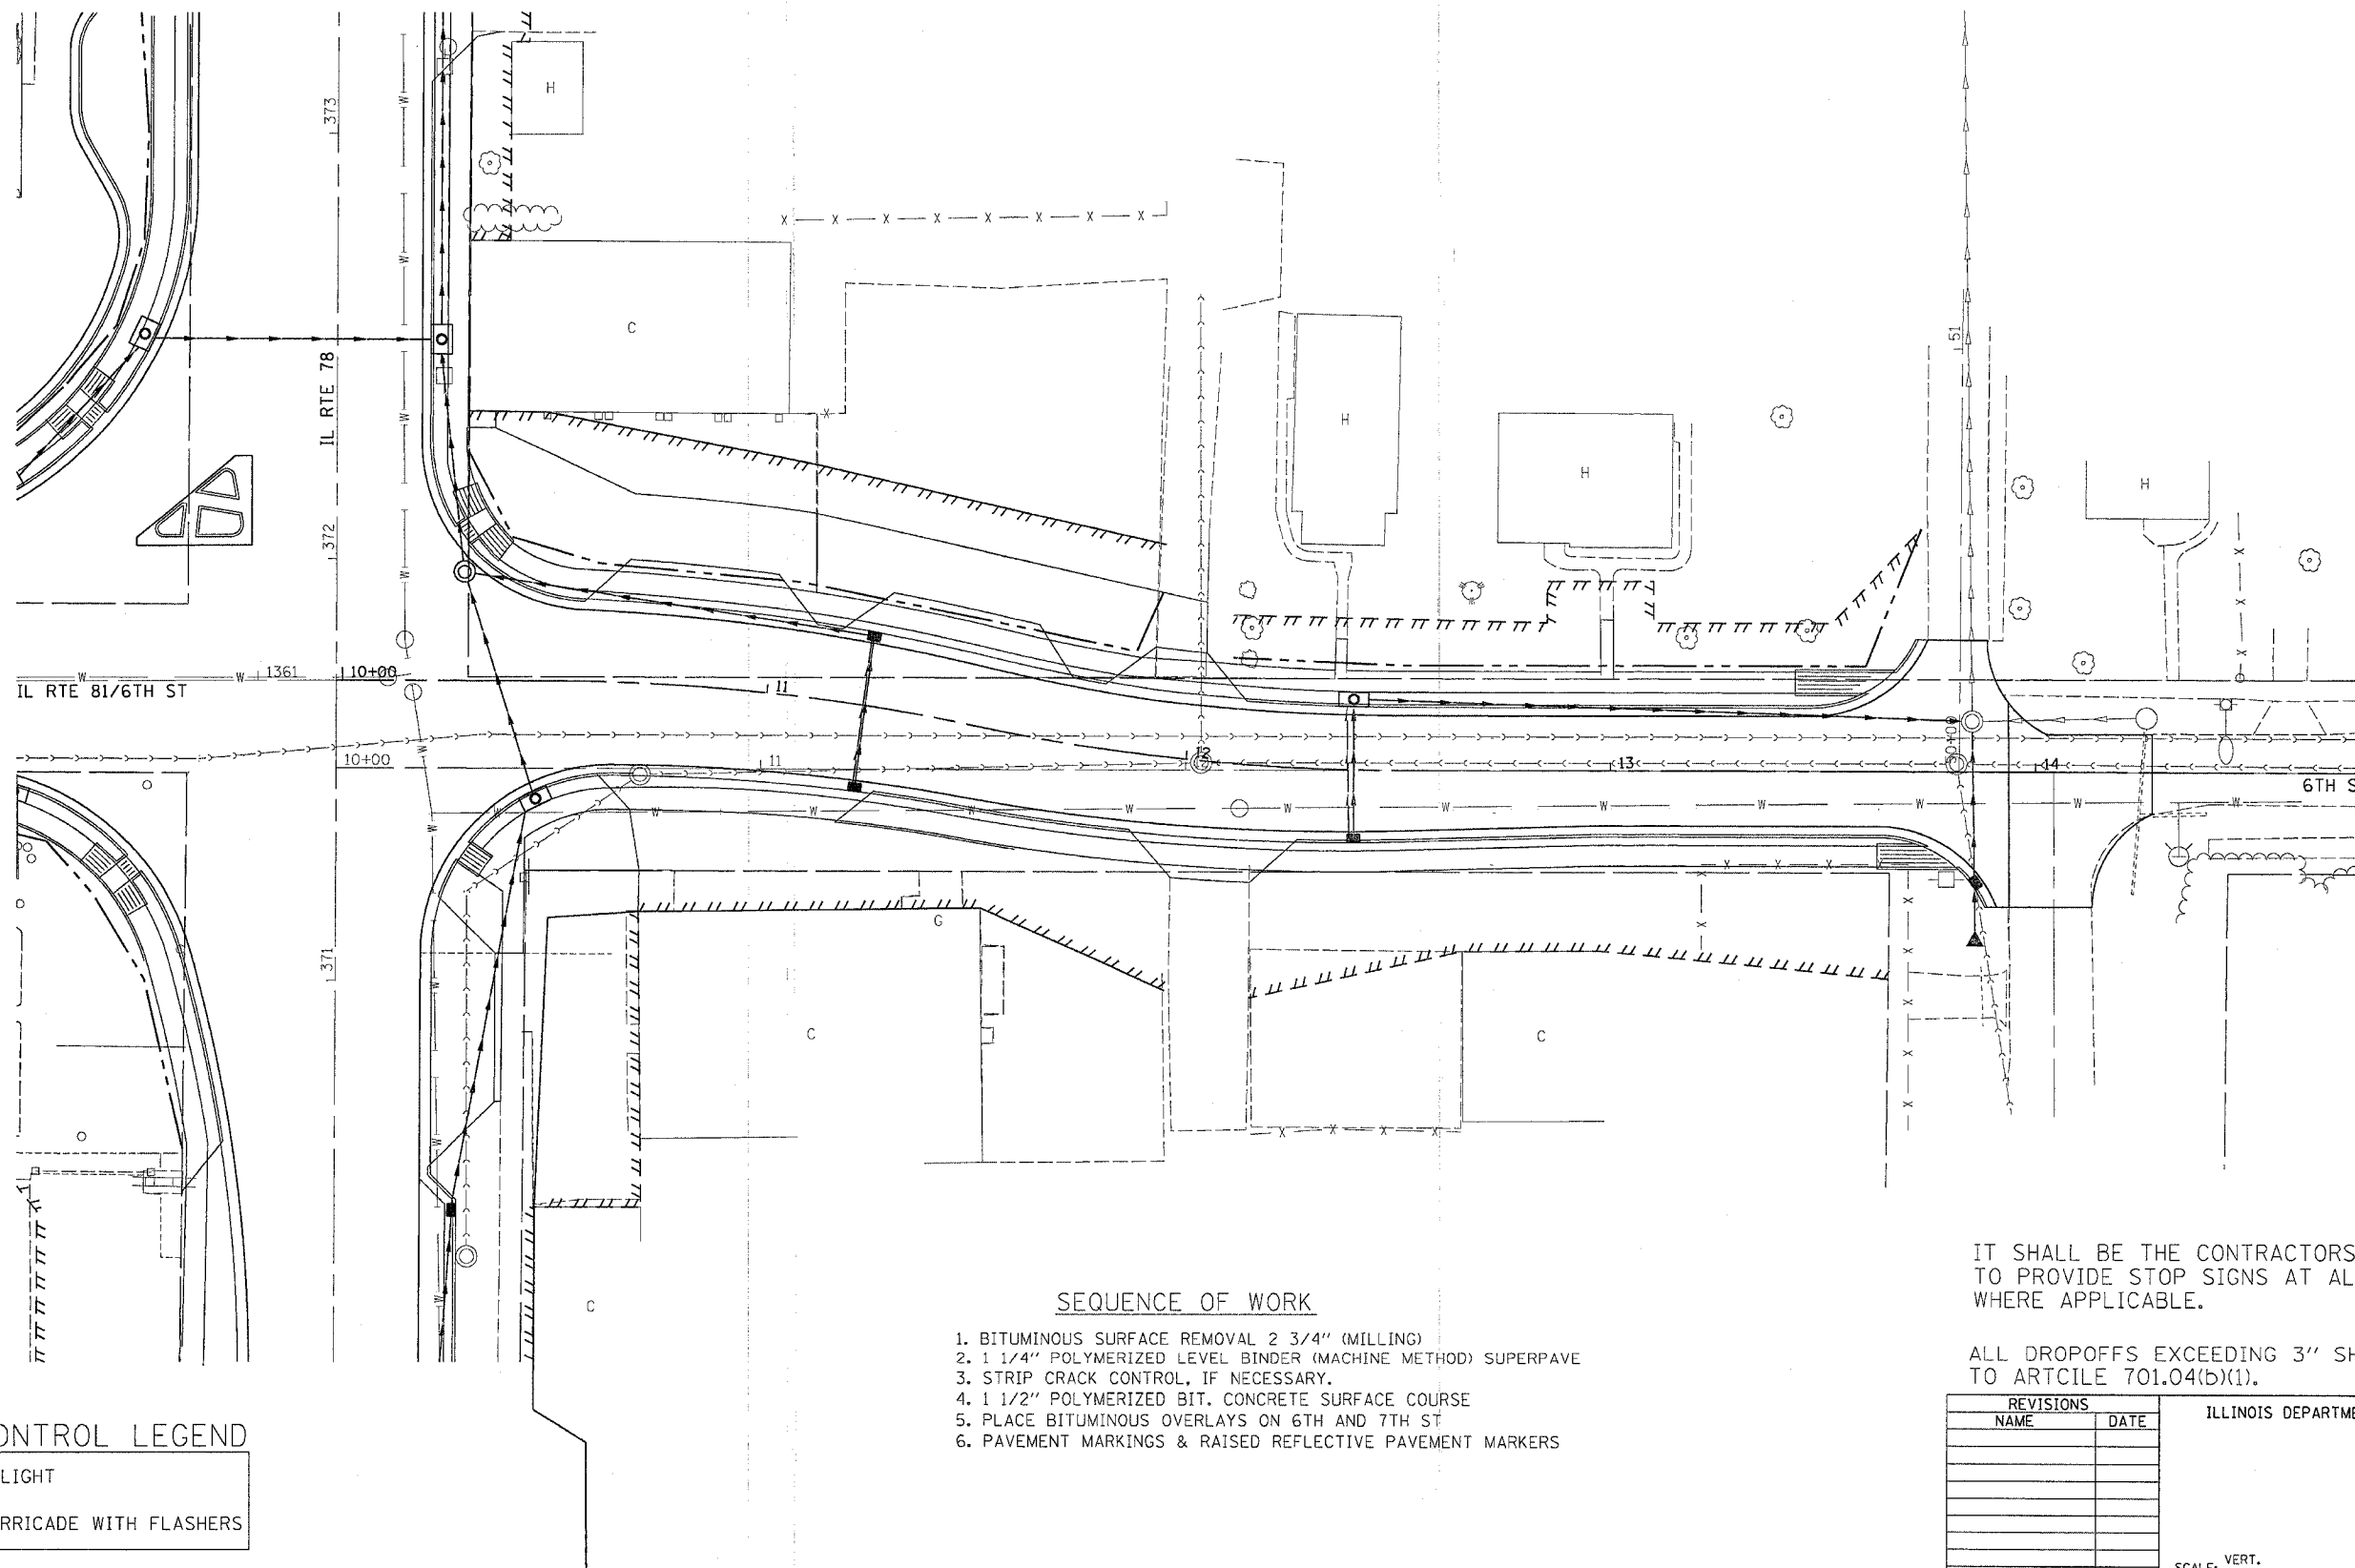 H
373
C
IL RTE 78
51
H
H
H
372
IL RTE 81/6TH ST
1361
10+00
11
10+00
11
12
13
50+00
14
6TH S
371
G
C
C
C
SEQUENCE OF WORK
1. BITUMINOUS SURFACE REMOVAL 2 3/4" (MILLING)
2. 1 1/4" POLYMERIZED LEVEL BINDER (MACHINE METHOD) SUPERPAVE
3. STRIP CRACK CONTROL, IF NECESSARY.
4. 1 1/2" POLYMERIZED BIT. CONCRETE SURFACE COURSE
5. PLACE BITUMINOUS OVERLAYS ON 6TH AND 7TH ST
6. PAVEMENT MARKINGS & RAISED REFLECTIVE PAVEMENT MARKERS
IT SHALL BE THE CONTRACTORS
TO PROVIDE STOP SIGNS AT AL
WHERE APPLICABLE.
ALL DROPOFFS EXCEEDING 3" SH
TO ARTCILE 701.04(b)(1).
REVISIONS
NAME DATE
ILLINOIS DEPARTME
SCALE: VERT.
ONTROL LEGEND
LIGHT
RRICADE WITH FLASHERS